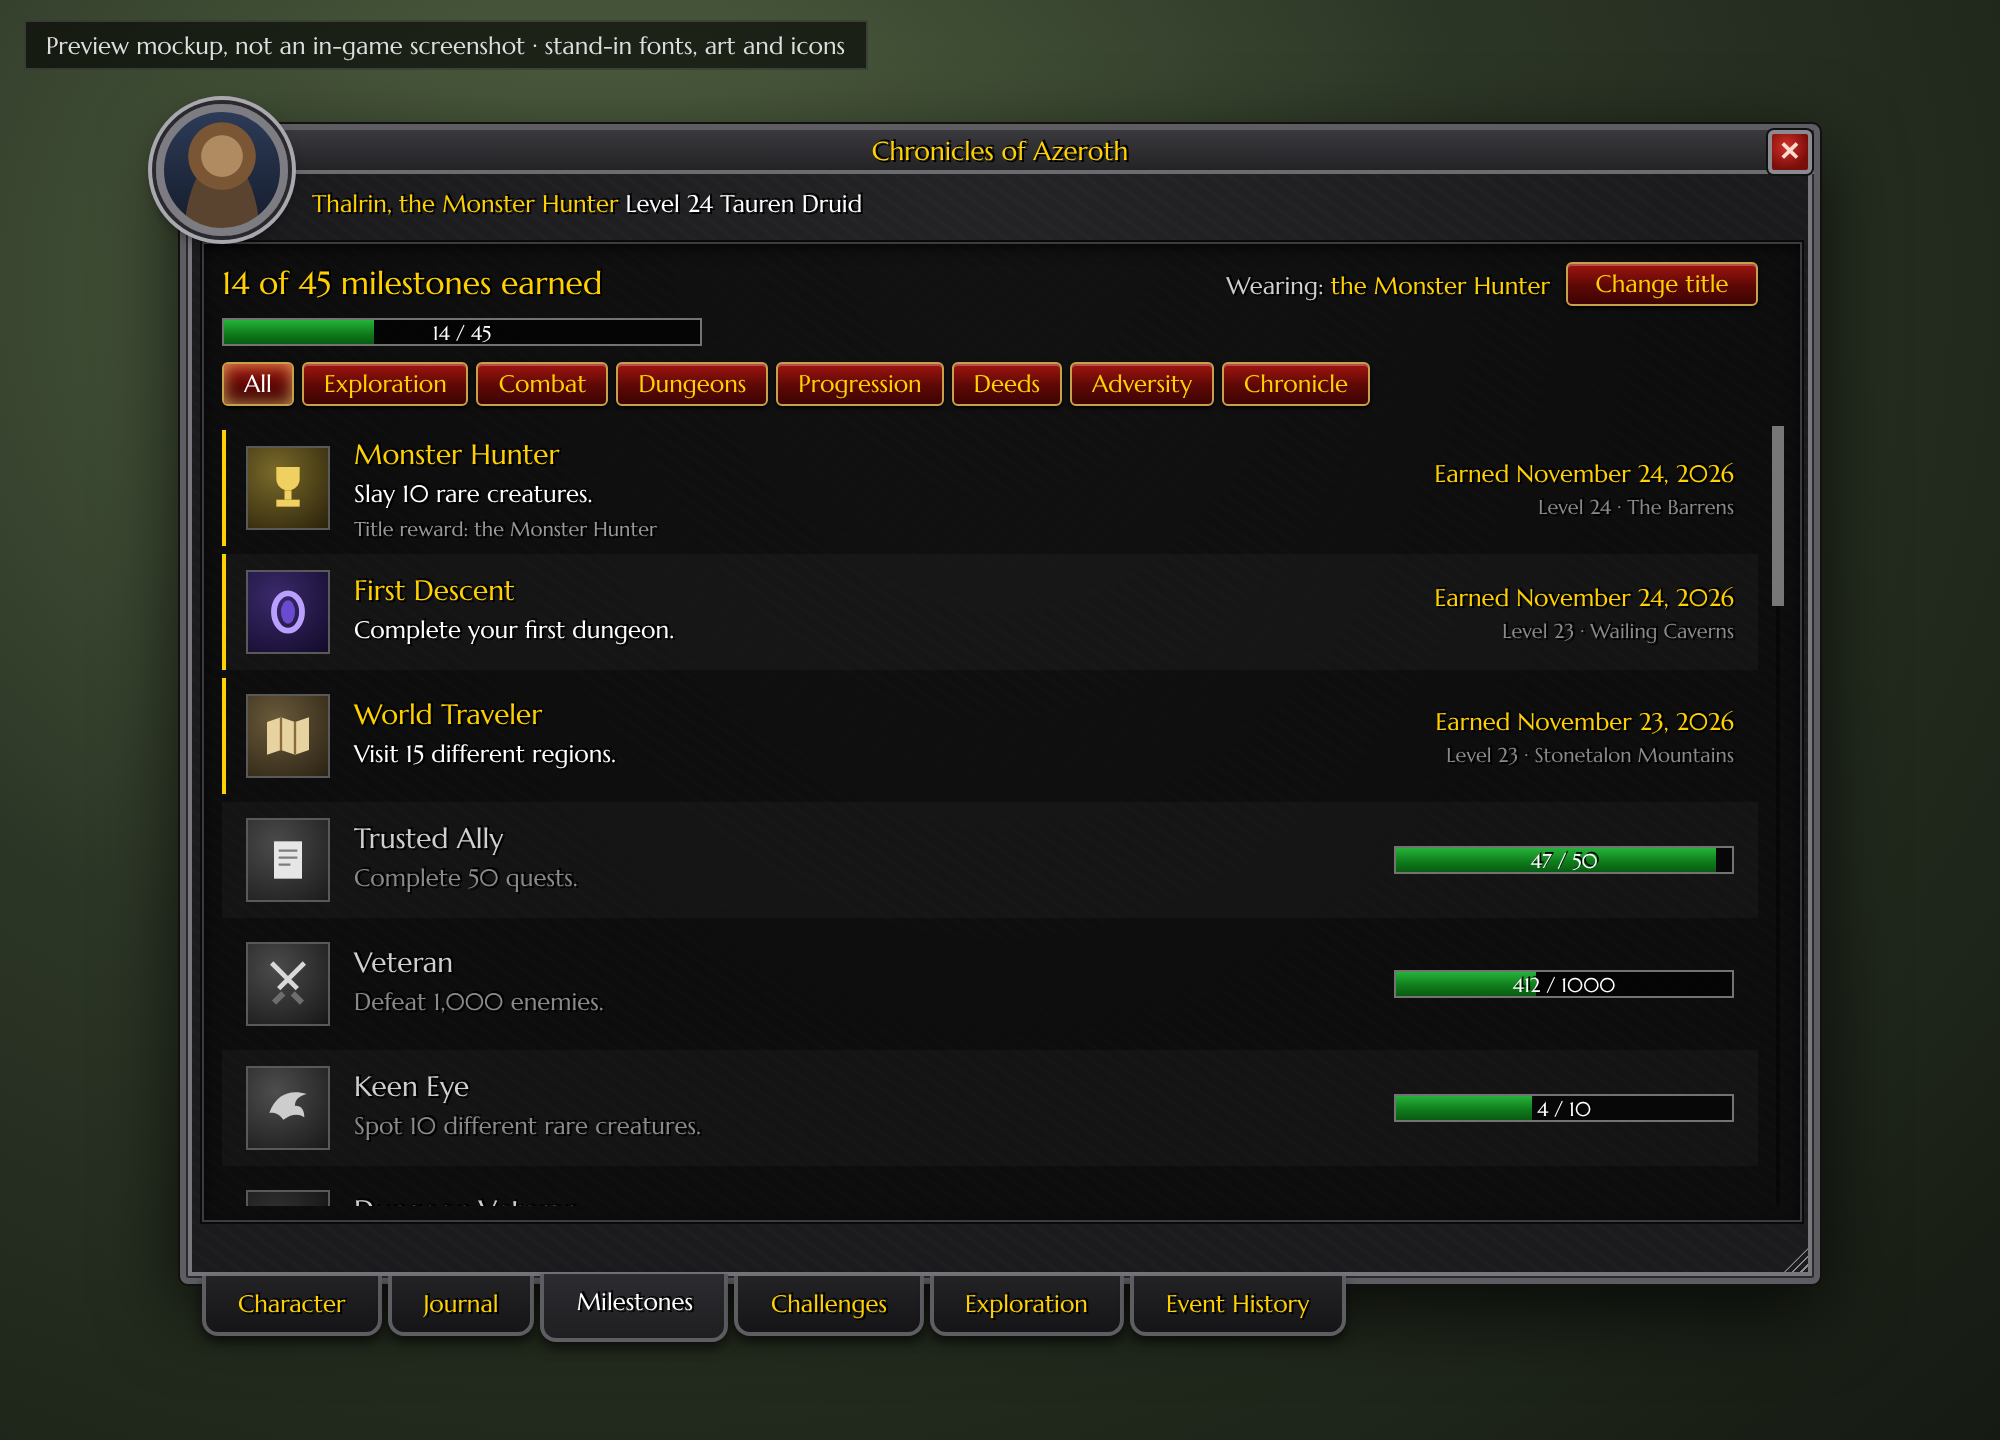 Preview mockup, not an in-game screenshot · stand-in fonts, art and icons
Chronicles of Azeroth
Thalrin, the Monster Hunter Level 24 Tauren Druid
14 of 45 milestones earned
Wearing: the Monster Hunter
Change title
14 / 45
All
Exploration
Combat
Dungeons
Progression
Deeds
Adversity
Chronicle
Monster Hunter
Slay 10 rare creatures.
Title reward: the Monster Hunter
Earned November 24, 2026
Level 24 · The Barrens
First Descent
Complete your first dungeon.
Earned November 24, 2026
Level 23 · Wailing Caverns
World Traveler
Visit 15 different regions.
Earned November 23, 2026
Level 23 · Stonetalon Mountains
Trusted Ally
Complete 50 quests.
47 / 50
Veteran
Defeat 1,000 enemies.
412 / 1000
Keen Eye
Spot 10 different rare creatures.
4 / 10
Character
Journal
Milestones
Challenges
Exploration
Event History